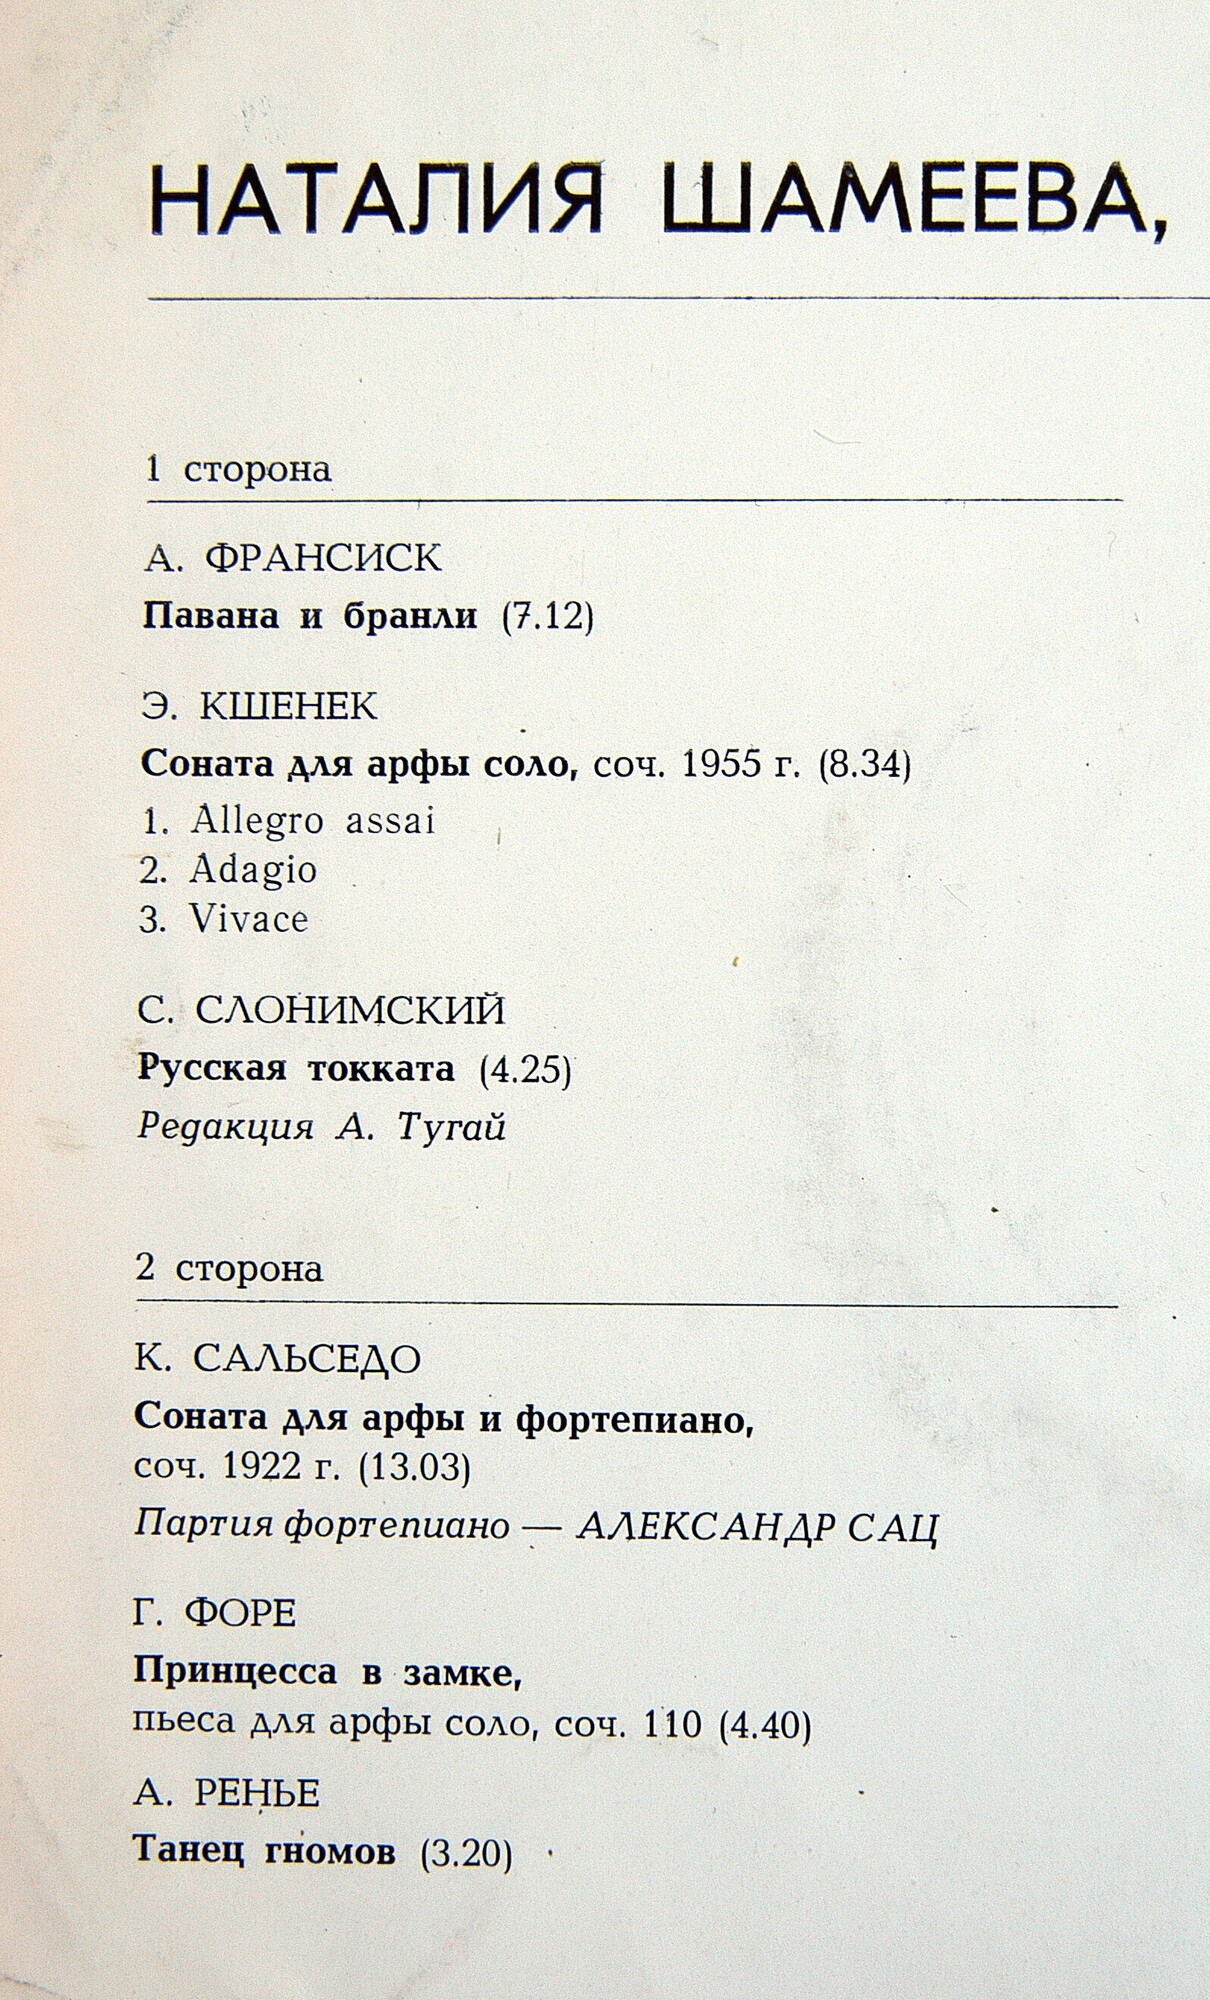 НАТАЛИЯ ШАМЕЕВА,
1 сторона
А. ФРАНСИСК
Павана и бранли (7.12)
Э. КШЕНЕК
Соната для арфы соло, соч. 1955 г. (8.34)
1. Allegro assai
2. Adagio
3. Vivace
С. СЛОНИМСКИЙ
Русская токката (4.25)
Редакция А. Тугай
2 сторона
К. САЛЬСЕДО
Соната для арфы и фортепиано,
соч. 1922 г. (13.03)
Партия фортепиано — АЛЕКСАНДР САЦ
Г. ФОРЕ
Принцесса в замке,
пьеса для арфы соло, соч. 110 (4.40)
А. РЕНЬЕ
Танец гномов (3.20)